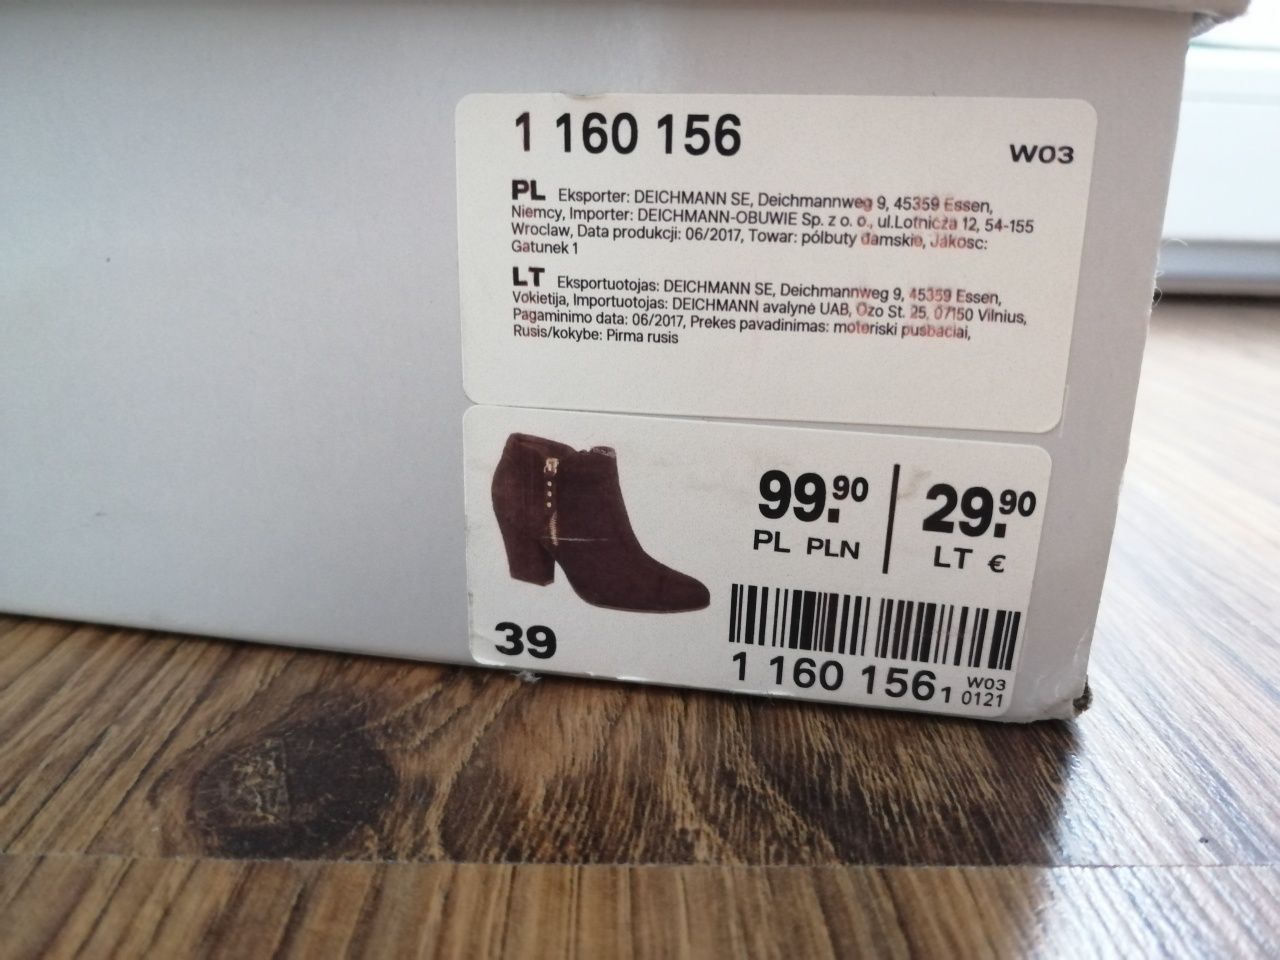 1 160 156
W03
PL Eksporter: DEICHMANN SE, Deichmannweg 9, 45359 Essen,
Niemcy, Importer: DEICHMANN-OBUWIE Sp. z o. o., ul.Lotnicza 12, 54-155
Wroclaw, Data produkcji: 06/2017, Towar: półbuty damskie, Jakosc:
Gatunek 1
LT Eksportuotojas: DEICHMANN SE, Deichmannweg 9, 45359 Essen,
Vokietija, Importuotojas: DEICHMANN avalynė UAB, Ozo St. 25, 07150 Vilnius,
Pagaminimo data: 06/2017, Prekes pavadinimas: moteriski pusbaciai,
Rusis/kokybe: Pirma rusis
99.90 | 29.90
PL PLN LT €
39
1 160 156 1 W03
0121